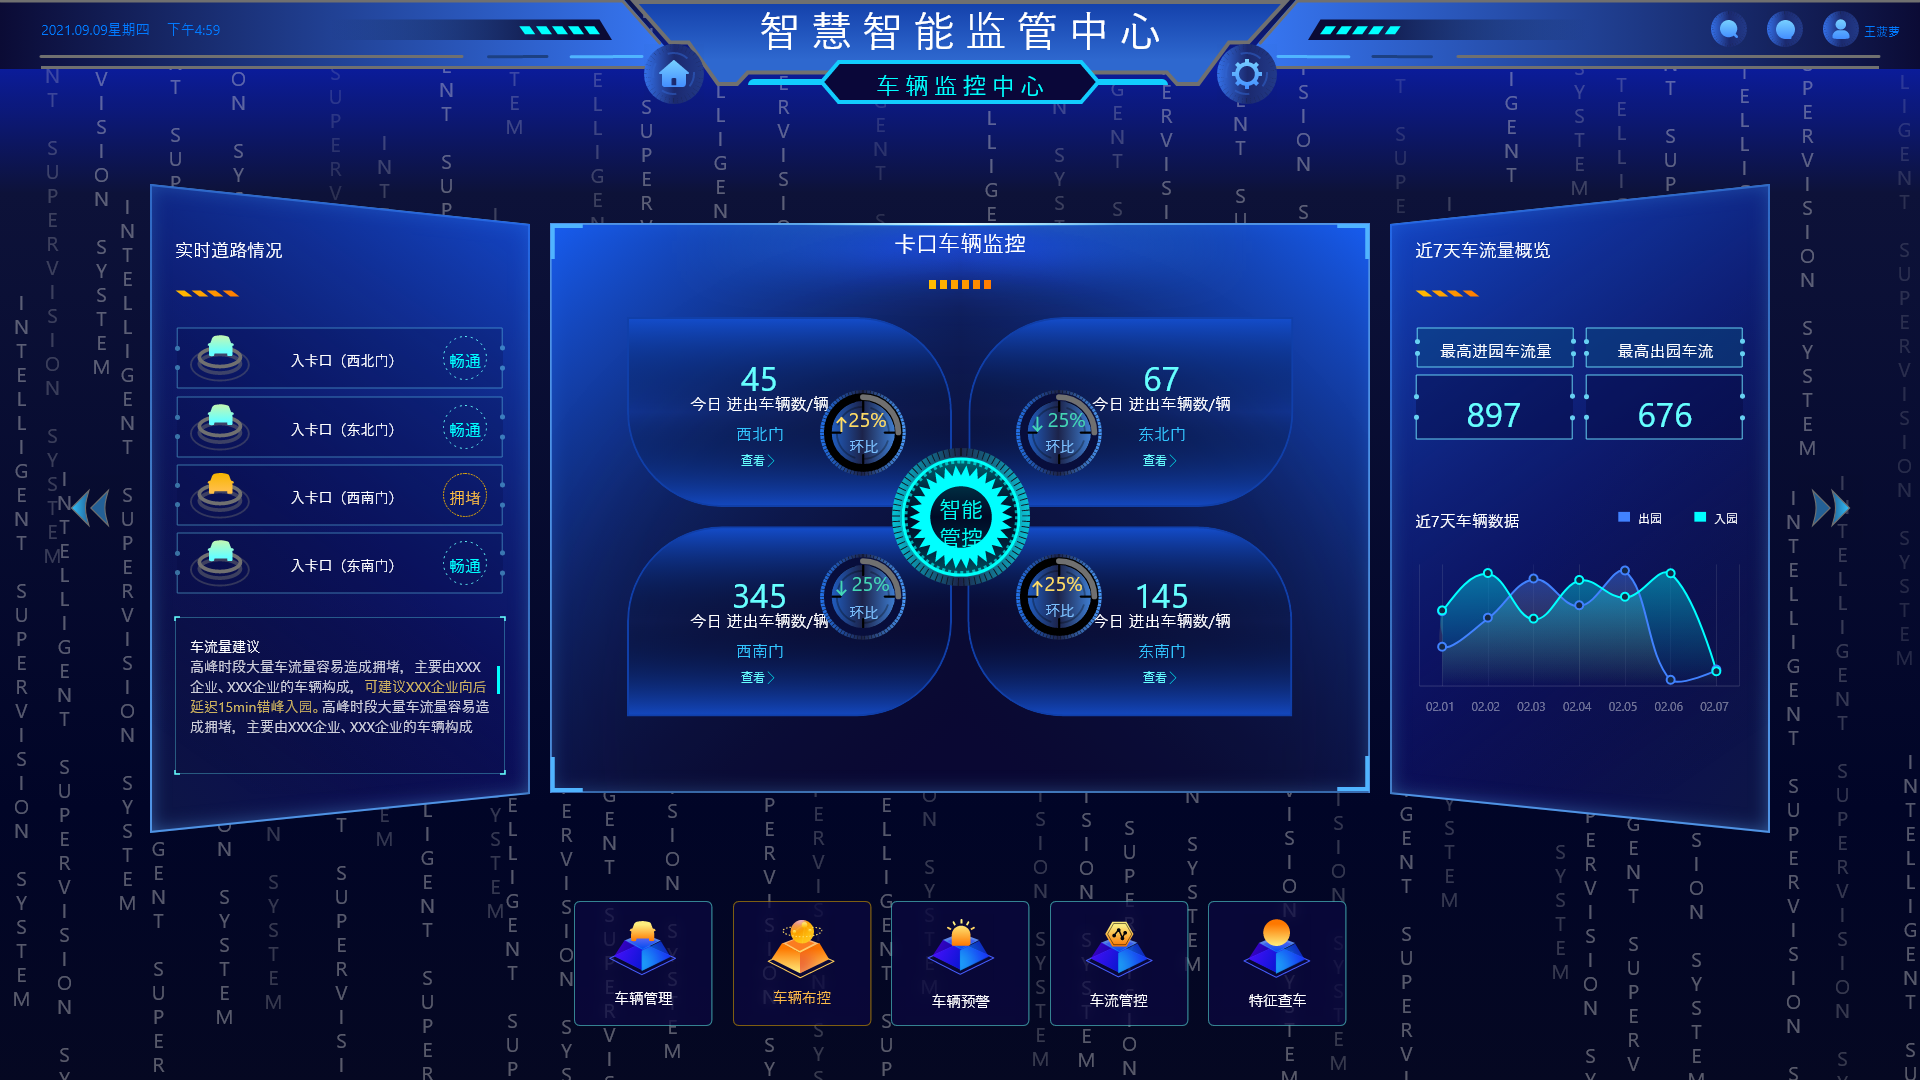 2021.09.09星期四 下午4:59
智慧智能监管中心
王菠萝
车辆监控中心
实时道路情况
入卡口（西北门）
畅通
入卡口（东北门）
畅通
入卡口（西南门）
拥堵
入卡口（东南门）
畅通
车流量建议
高峰时段大量车流量容易造成拥堵，主要由XXX
企业、XXX企业的车辆构成，可建议XXX企业向后
延迟15min错峰入园。高峰时段大量车流量容易造
成拥堵，主要由XXX企业、XXX企业的车辆构成
卡口车辆监控
45
今日 进出车辆数/辆
西北门
查看
25%
环比
67
今日 进出车辆数/辆
东北门
查看
25%
环比
智能
管控
345
今日 进出车辆数/辆
西南门
查看
25%
环比
145
今日 进出车辆数/辆
东南门
查看
25%
环比
近7天车流量概览
最高进园车流量
最高出园车流
897
676
近7天车辆数据
出园
入园
02.01 02.02 02.03 02.04 02.05 02.06 02.07
车辆管理
车辆布控
车辆预警
车流管控
特征查车
INTELLIGENT SUPERVISION SYSTEM